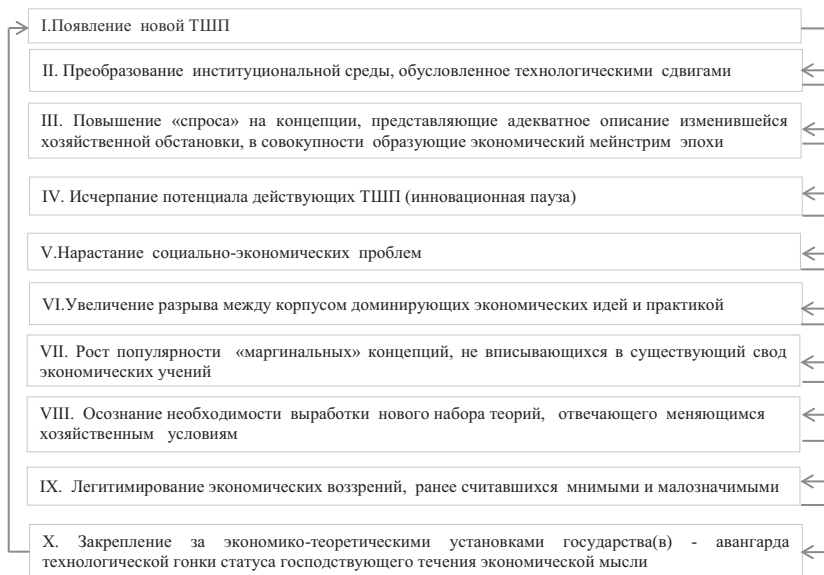 I.Появление новой ТШП
II. Преобразование институциональной среды, обусловленное технологическими сдвигами
III. Повышение «спроса» на концепции, представляющие адекватное описание изменившейся
хозяйственной обстановки, в совокупности образующие экономический мейнстрим эпохи
IV. Исчерпание потенциала действующих ТШП (инновационная пауза)
V.Нарастание социально-экономических проблем
VI.Увеличение разрыва между корпусом доминирующих экономических идей и практикой
VII. Рост популярности «маргинальных» концепций, не вписывающихся в существующий свод
экономических учений
VIII. Осознание необходимости выработки нового набора теорий, отвечающего меняющимся
хозяйственным условиям
IX. Легитимирование экономических воззрений, ранее считавшихся мнимыми и малозначимыми
X. Закрепление за экономико-теоретическими установками государства(в) - авангарда
технологической гонки статуса господствующего течения экономической мысли